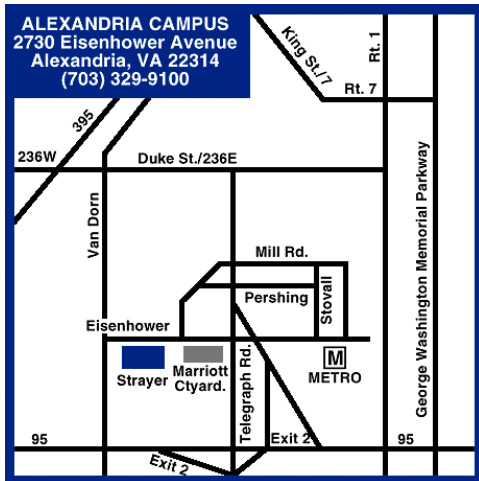 ALEXANDRIA CAMPUS
2730 Eisenhower Avenue
Alexandria, VA 22314
(703) 329-9100
King St./7
Rt. 1
Rt. 7
395
236W
Duke St./236E
Van Dorn
George Washington Memorial Parkway
Mill Rd.
Pershing
Stovall
Eisenhower
Strayer
Marriott
Ctyard.
Telegraph Rd.
M
METRO
95
Exit 2
Exit 2
95